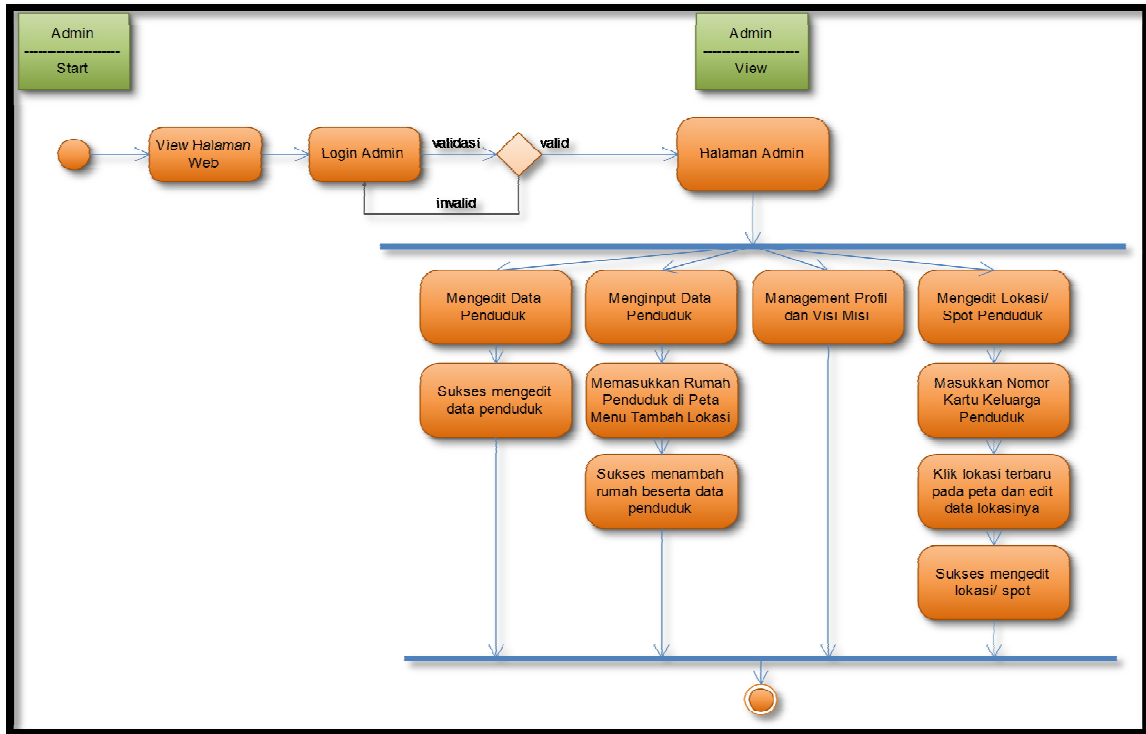 Admin
--------------------
Start
Admin
--------------------
View
View Halaman
Web
Login Admin
validasi
valid
invalid
Halaman Admin
Mengedit Data
Penduduk
Menginput Data
Penduduk
Management Profil
dan Visi Misi
Mengedit Lokasi/
Spot Penduduk
Sukses mengedit
data penduduk
Memasukkan Rumah
Penduduk di Peta
Menu Tambah Lokasi
Masukkan Nomor
Kartu Keluarga
Penduduk
Sukses menambah
rumah beserta data
penduduk
Klik lokasi terbaru
pada peta dan edit
data lokasinya
Sukses mengedit
lokasi/ spot